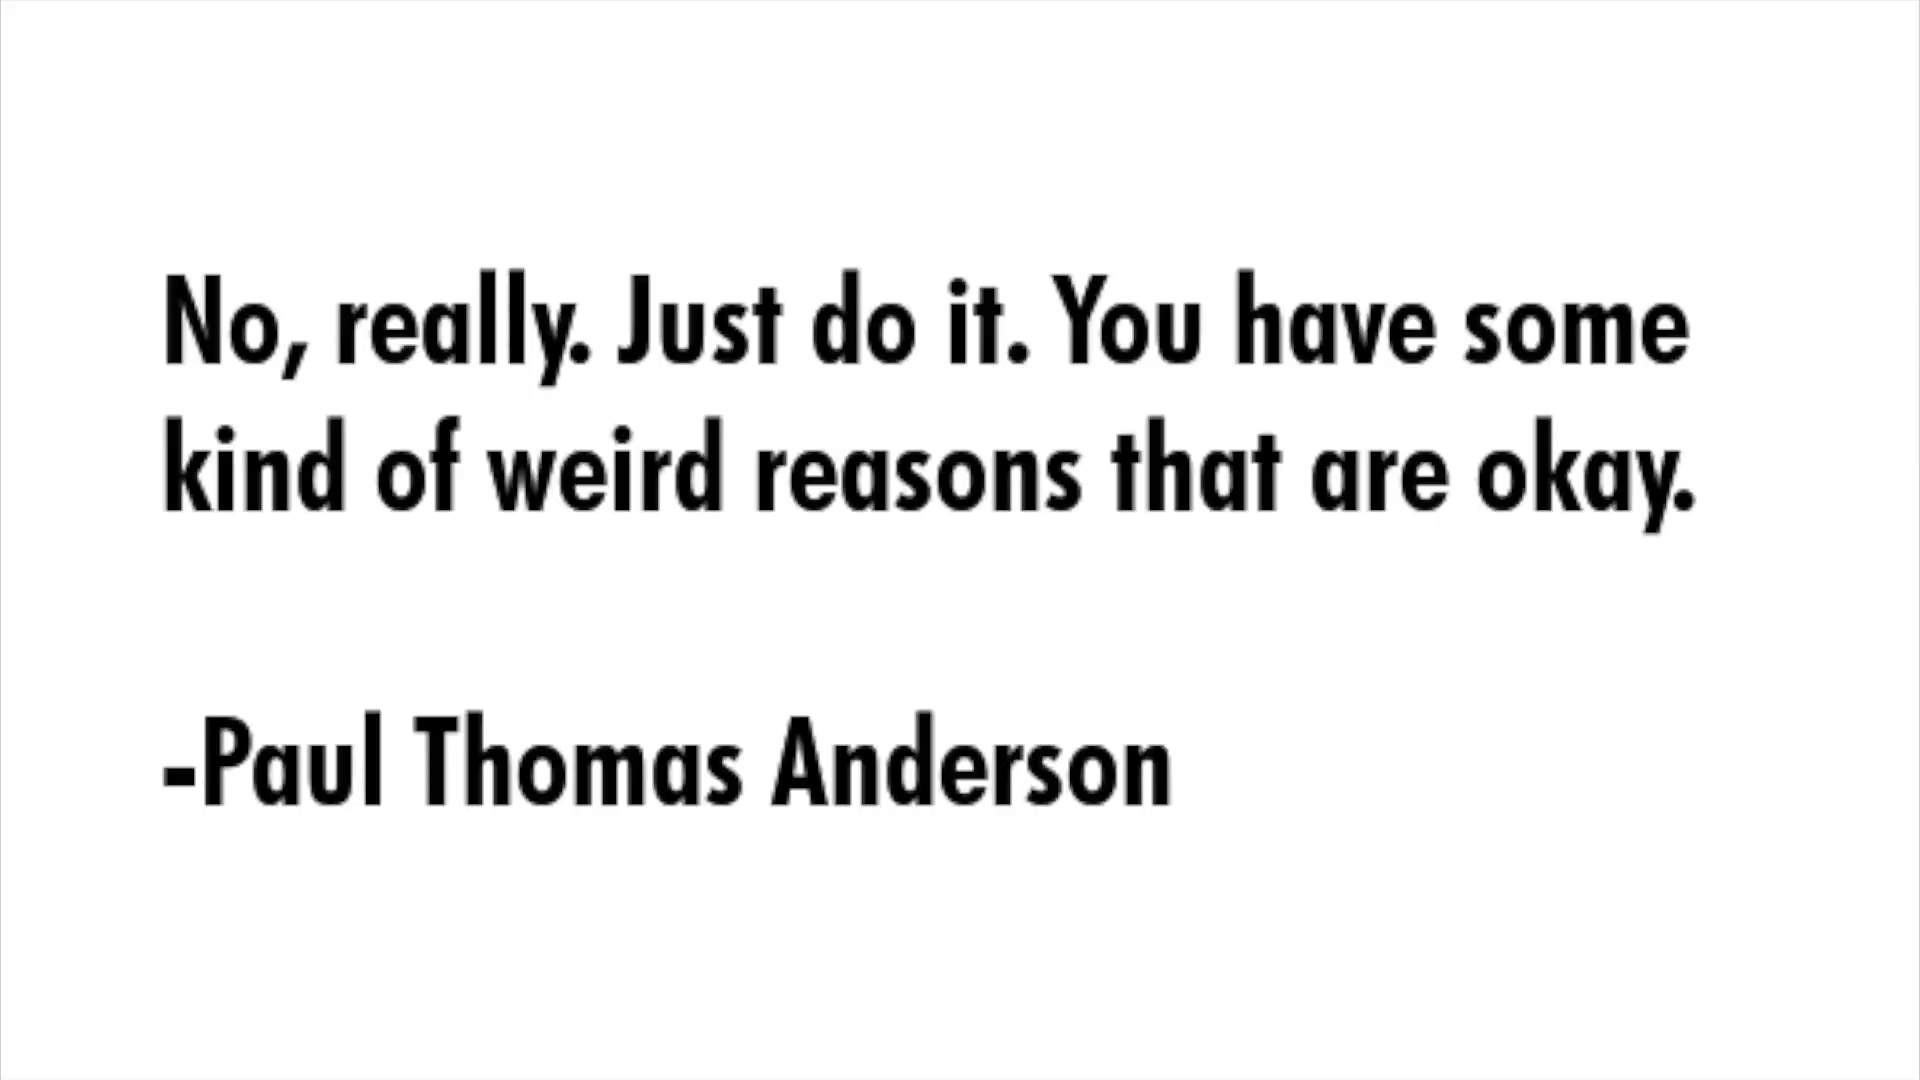 No, really. Just do it. You have some
kind of weird reasons that are okay.
-Paul Thomas Anderson